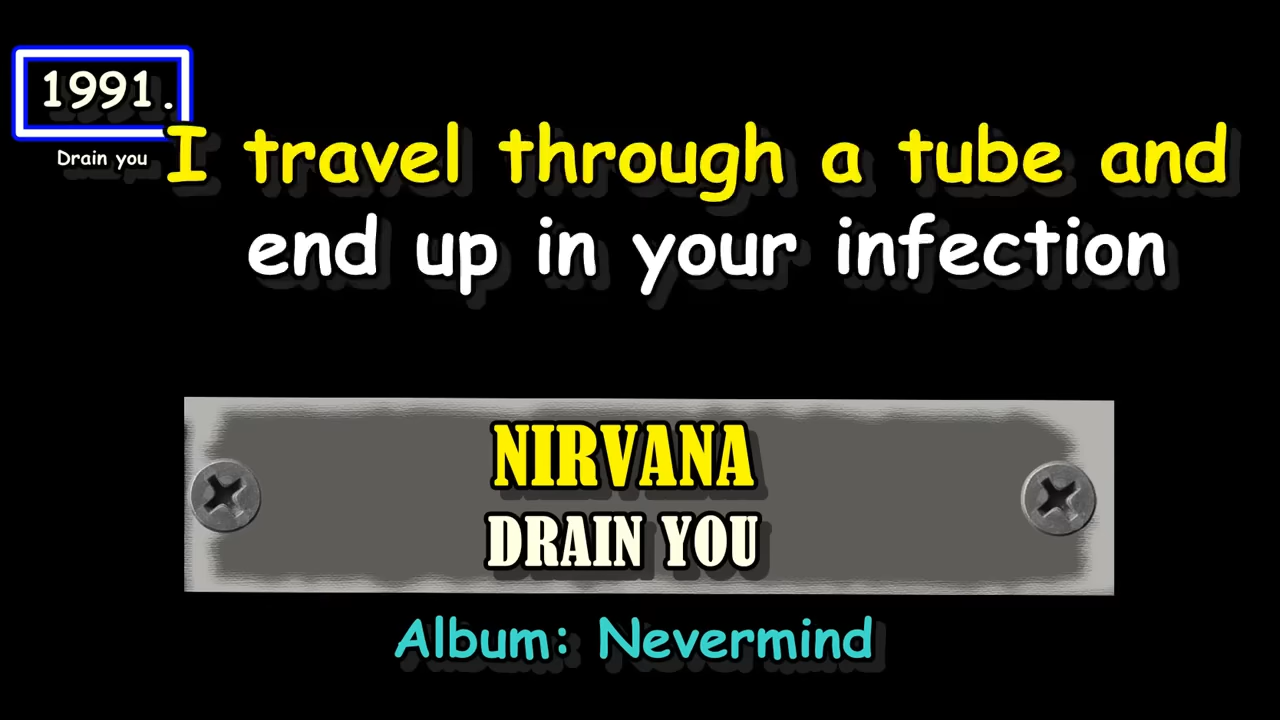 1991.
Drain you
I travel through a tube and
end up in your infection
NIRVANA
DRAIN YOU
Album: Nevermind